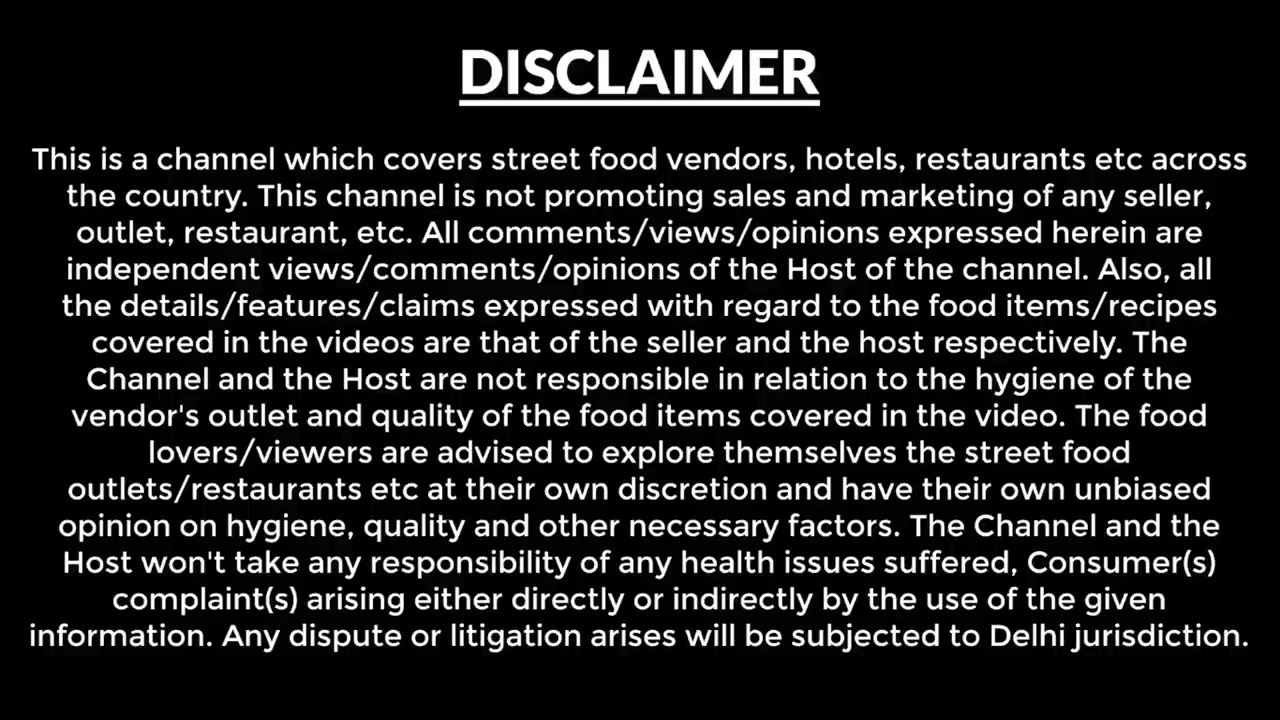 DISCLAIMER
This is a channel which covers street food vendors, hotels, restaurants etc across
the country. This channel is not promoting sales and marketing of any seller,
outlet, restaurant, etc. All comments/views/opinions expressed herein are
independent views/comments/opinions of the Host of the channel. Also, all
the details/features/claims expressed with regard to the food items/recipes
covered in the videos are that of the seller and the host respectively. The
Channel and the Host are not responsible in relation to the hygiene of the
vendor's outlet and quality of the food items covered in the video. The food
lovers/viewers are advised to explore themselves the street food
outlets/restaurants etc at their own discretion and have their own unbiased
opinion on hygiene, quality and other necessary factors. The Channel and the
Host won't take any responsibility of any health issues suffered, Consumer(s)
complaint(s) arising either directly or indirectly by the use of the given
information. Any dispute or litigation arises will be subjected to Delhi jurisdiction.